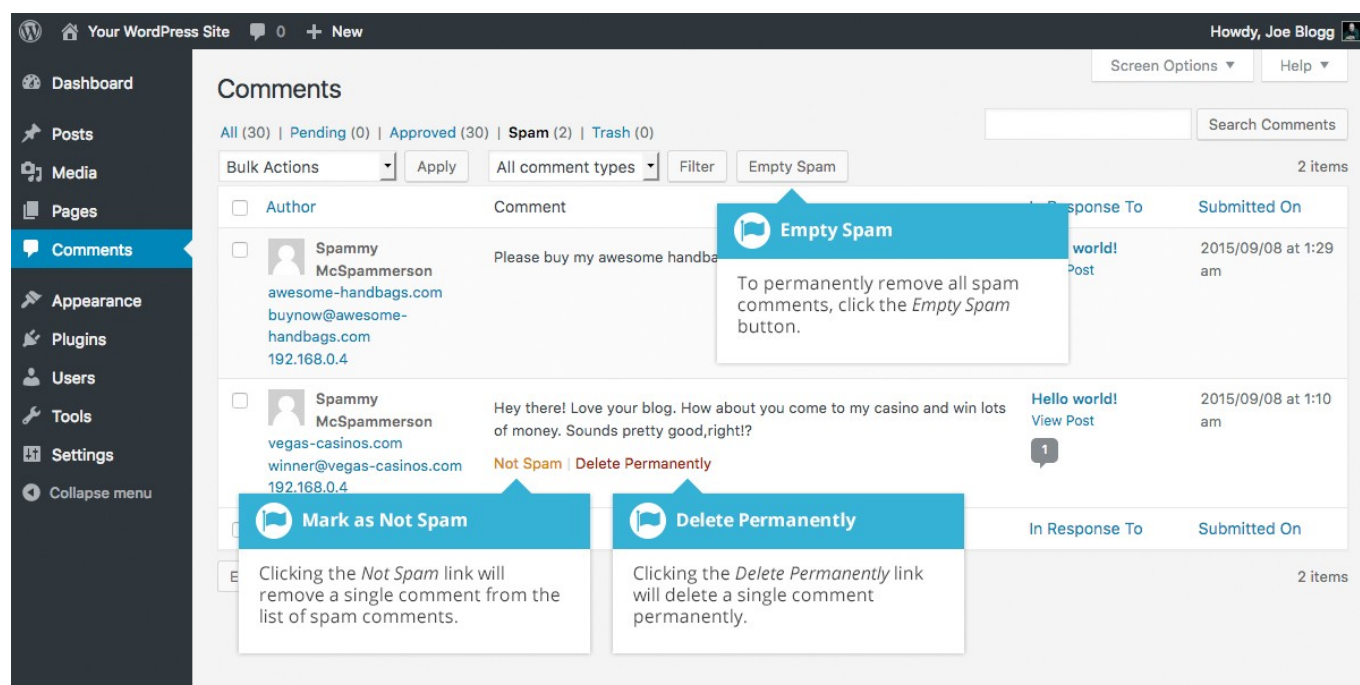 Your WordPress Site 0 + New Howdy, Joe Blogg
Screen Options ▼ Help ▼
Dashboard
Posts
Media
Pages
Comments
Appearance
Plugins
Users
Tools
Settings
Collapse menu
Comments
All (30) | Pending (0) | Approved (30) | Spam (2) | Trash (0)
Search Comments
Bulk Actions Apply All comment types Filter Empty Spam 2 items
Author Comment In Response To Submitted On
Spammy
McSpammerson
awesome-handbags.com
buynow@awesome-
handbags.com
192.168.0.4
Please buy my awesome handba
world!
Post
2015/09/08 at 1:29
am
Empty Spam
To permanently remove all spam
comments, click the Empty Spam
button.
Spammy
McSpammerson
vegas-casinos.com
winner@vegas-casinos.com
192.168.0.4
Hey there! Love your blog. How about you come to my casino and win lots
of money. Sounds pretty good,right!?
Not Spam | Delete Permanently
Hello world!
View Post
1
2015/09/08 at 1:10
am
In Response To Submitted On
2 items
Mark as Not Spam
Clicking the Not Spam link will
remove a single comment from the
list of spam comments.
Delete Permanently
Clicking the Delete Permanently link
will delete a single comment
permanently.